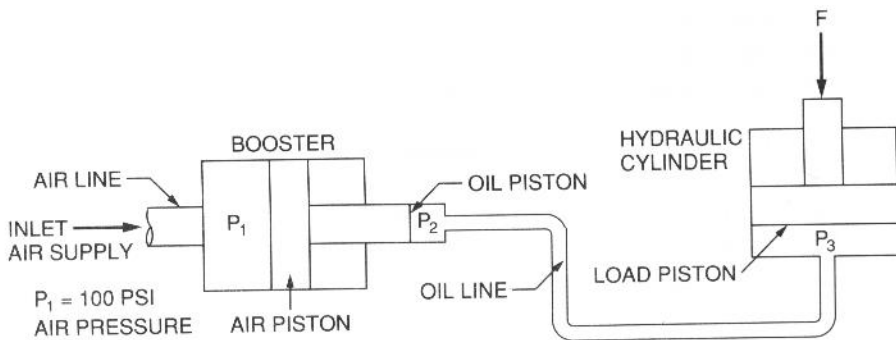 F
BOOSTER
HYDRAULIC
CYLINDER
AIR LINE
OIL PISTON
INLET
AIR SUPPLY
P₁
P₂
P₃
P₁ = 100 PSI
AIR PRESSURE
AIR PISTON
OIL LINE
LOAD PISTON